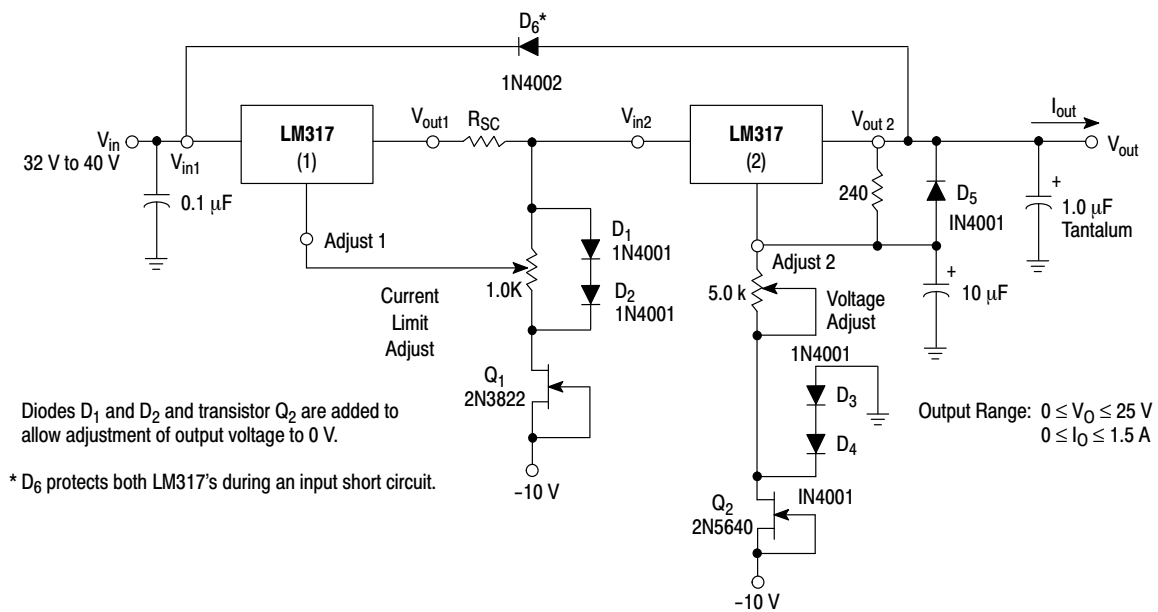 D6*
1N4002
Vin
32 V to 40 V
Vin1
0.1 μF
LM317
(1)
Vout1
RSC
Vin2
LM317
(2)
Vout 2
Iout
Vout
240
D5
IN4001
+
1.0 μF
Tantalum
Adjust 1
Adjust 2
D1
1N4001
1.0K
D2
1N4001
Current
Limit
Adjust
5.0 k
Voltage
Adjust
+
10 μF
1N4001
D3
D4
IN4001
Q1
2N3822
–10 V
Q2
2N5640
–10 V
Diodes D1 and D2 and transistor Q2 are added to
allow adjustment of output voltage to 0 V.
* D6 protects both LM317's during an input short circuit.
Output Range: 0 ≤ VO ≤ 25 V
0 ≤ IO ≤ 1.5 A